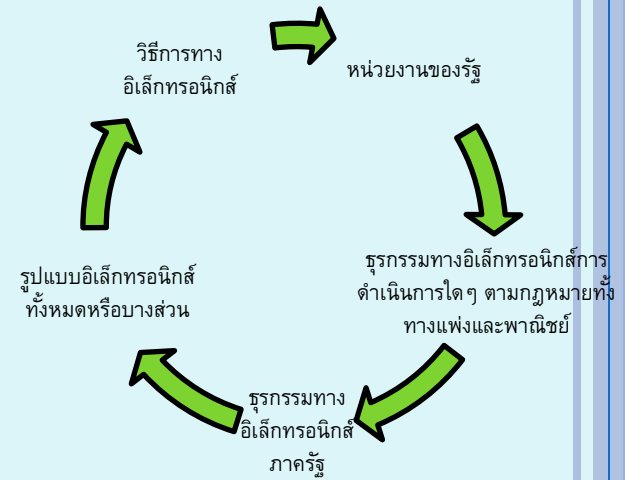 วิธีการทาง
อิเล็กทรอนิกส์
หน่วยงานของรัฐ
ธุรกรรมทางอิเล็กทรอนิกส์การ
ดำเนินการใดๆ ตามกฎหมายทั้ง
ทางแพ่งและพาณิชย์
ธุรกรรมทาง
อิเล็กทรอนิกส์
ภาครัฐ
รูปแบบอิเล็กทรอนิกส์
ทั้งหมดหรือบางส่วน